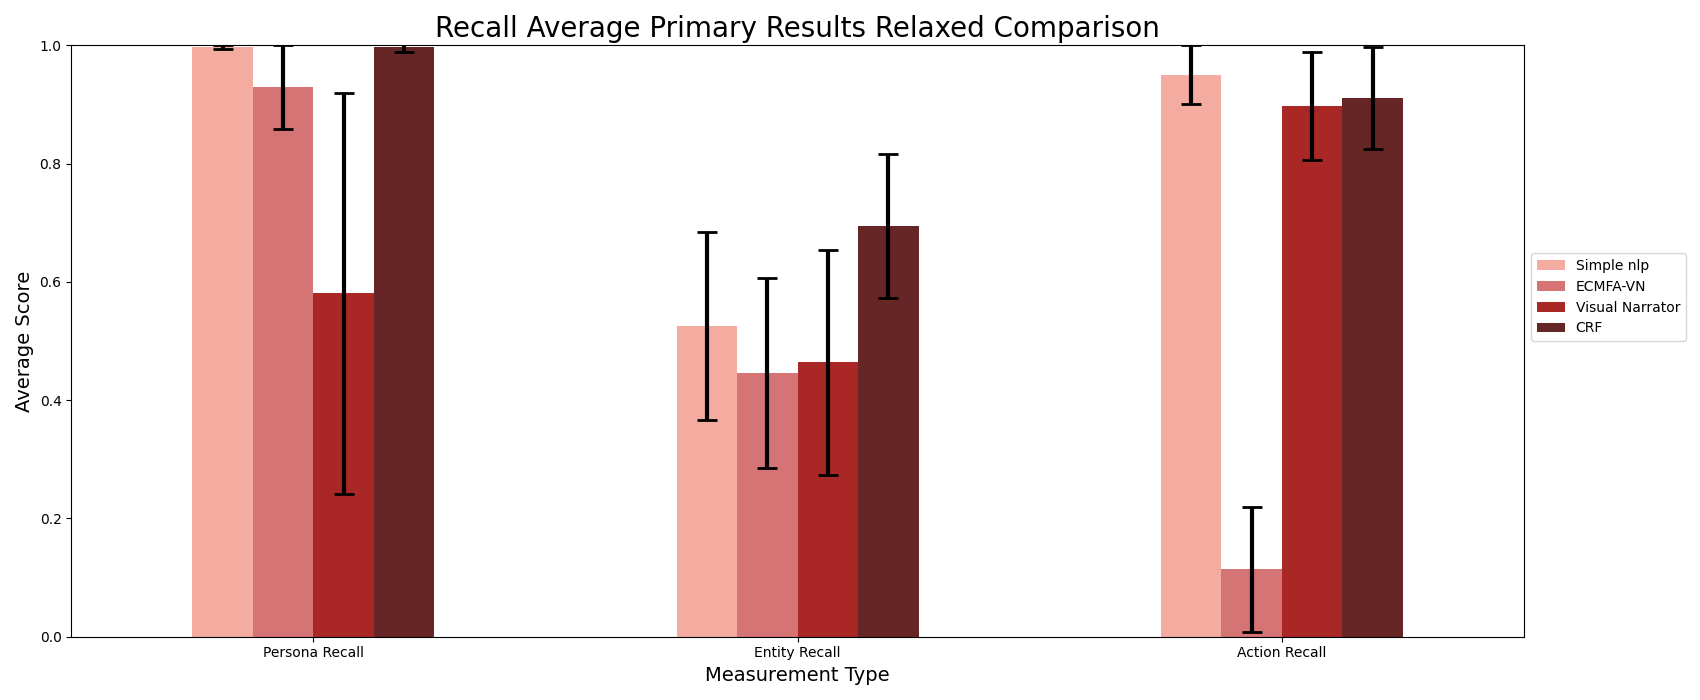 Recall Average Primary Results Relaxed Comparison
Average Score
1.0
0.8
0.6
0.4
0.2
0.0
Persona Recall
Entity Recall
Action Recall
Measurement Type
Simple nlp
ECMFA-VN
Visual Narrator
CRF